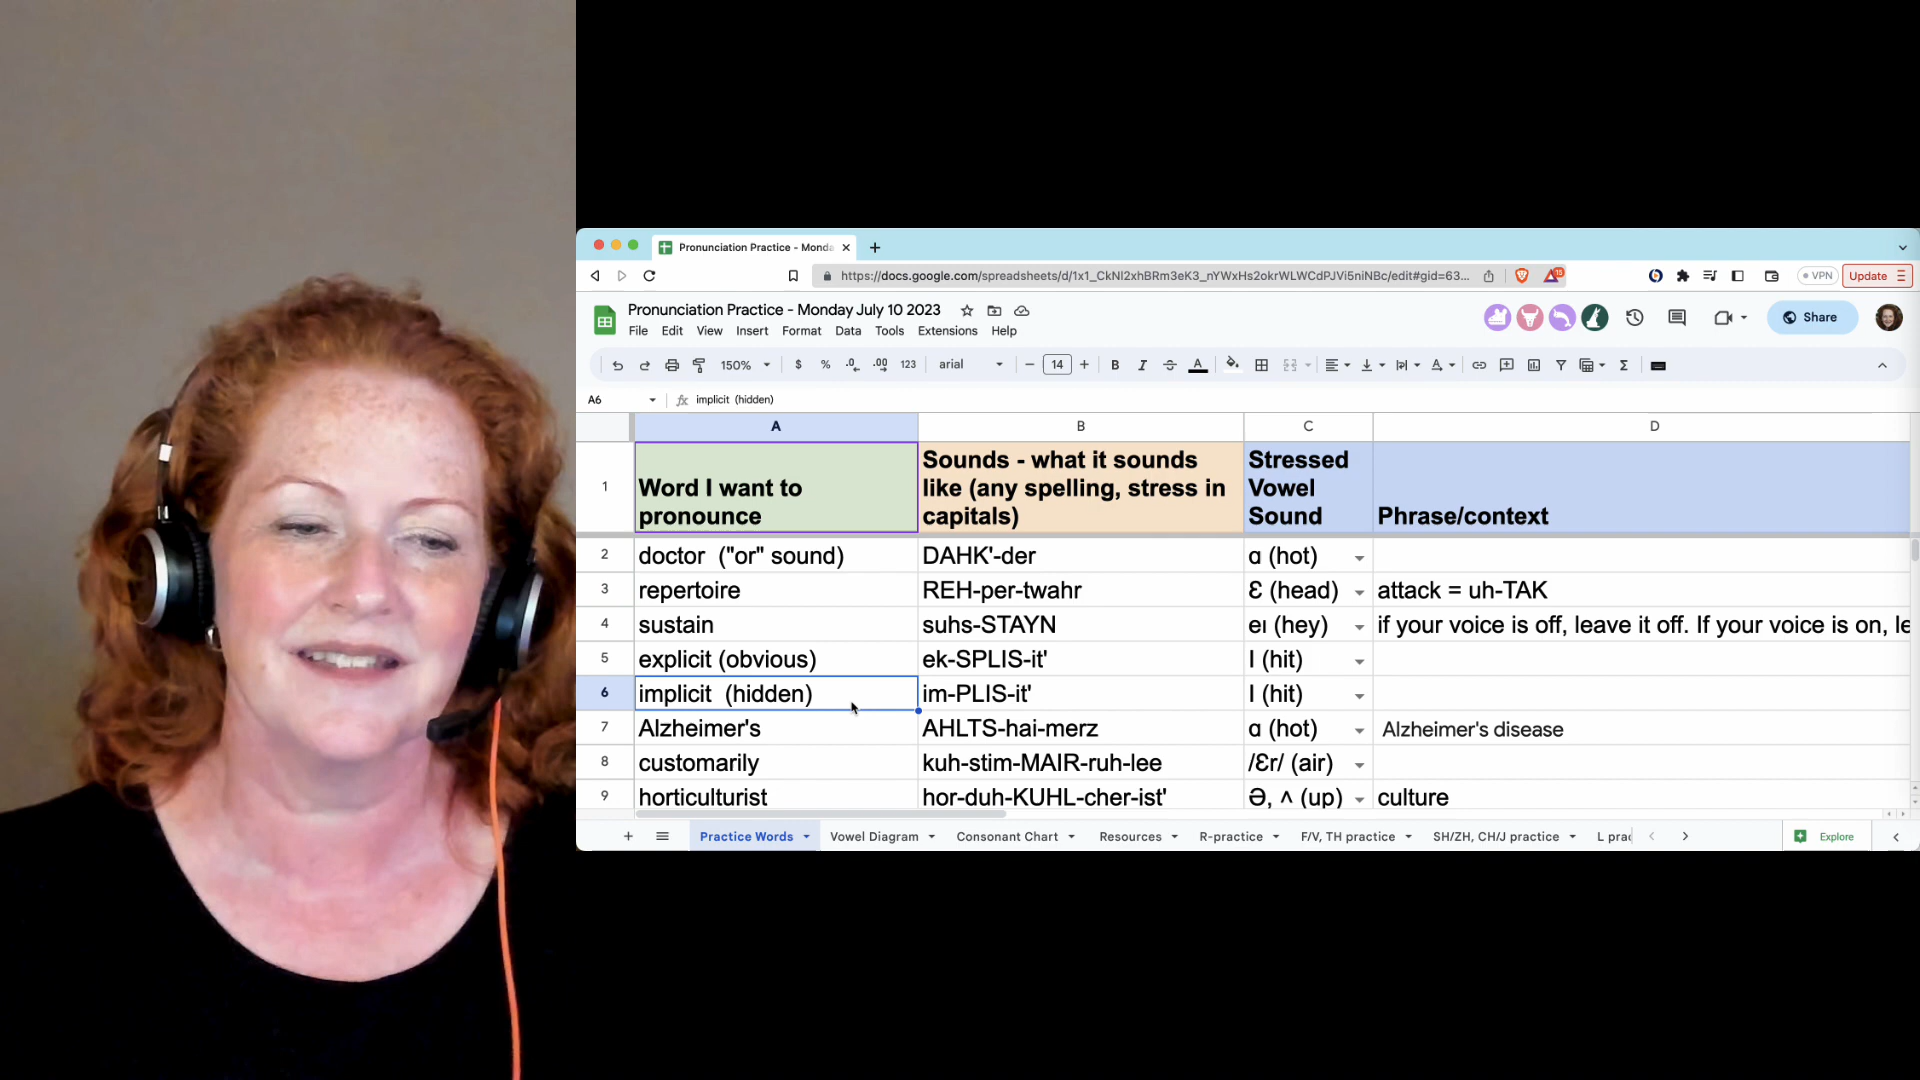 Pronunciation Practice - Monda
https://docs.google.com/spreadsheets/d/1x1_CkNl2xhBRm3eK3_nYWxHs2okrWLWCdPJVi5niNBc/edit#gid=63...
15
VPN
Update
Pronunciation Practice - Monday July 10 2023
File Edit View Insert Format Data Tools Extensions Help
Share
150% $ % .0 .00 123 arial 14 B I A
A6 fx implicit (hidden)
A B C D
1 Word I want to pronounce
Sounds - what it sounds like (any spelling, stress in capitals)
Stressed Vowel Sound
Phrase/context
2 doctor ("or" sound) DAHK'-der ɑ (hot)
3 repertoire REH-per-twahr Ɛ (head) attack = uh-TAK
4 sustain suhs-STAYN eı (hey) if your voice is off, leave it off. If your voice is on, le
5 explicit (obvious) ek-SPLIS-it' I (hit)
6 implicit (hidden) im-PLIS-it' I (hit)
7 Alzheimer's AHLTS-hai-merz ɑ (hot) Alzheimer's disease
8 customarily kuh-stim-MAIR-ruh-lee /Ɛr/ (air)
9 horticulturist hor-duh-KUHL-cher-ist' Ə, ʌ (up) culture
Practice Words Vowel Diagram Consonant Chart Resources R-practice F/V, TH practice SH/ZH, CH/J practice L prac
Explore